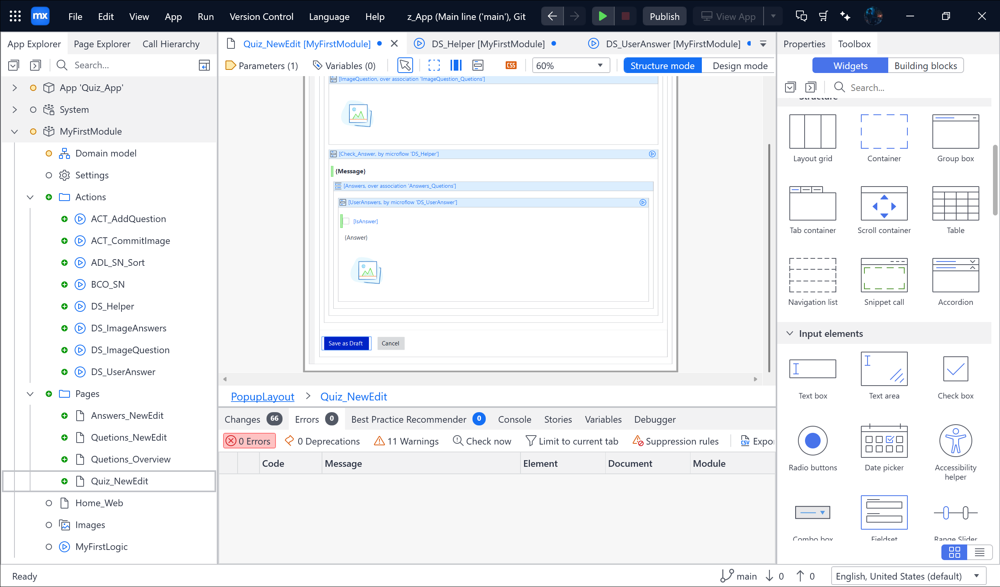 mx File Edit View App Run Version Control Language Help z_App (Main line ('main'), Git Publish View App
App Explorer Page Explorer Call Hierarchy
Search...
App 'Quiz_App'
System
MyFirstModule
Domain model
Settings
Actions
ACT_AddQuestion
ACT_CommitImage
ADL_SN_Sort
BCO_SN
DS_Helper
DS_ImageAnswers
DS_ImageQuestion
DS_UserAnswer
Pages
Answers_NewEdit
Quetions_NewEdit
Quetions_Overview
Quiz_NewEdit
Home_Web
Images
MyFirstLogic
Quiz_NewEdit [MyFirstModule] DS_Helper [MyFirstModule] DS_UserAnswer [MyFirstModule]
Parameters (1) Variables (0) CSS 60% Structure mode Design mode
[ImageQuestion, over association 'ImageQuestion_Quetions']
[Check_Answer, by microflow 'DS_Helper']
{Message}
[Answers, over association 'Answers_Quetions']
[UserAnswers, by microflow 'DS_UserAnswer']
[IsAnswer]
{Answer}
Save as Draft Cancel
PopupLayout > Quiz_NewEdit
Changes 66 Errors 0 Best Practice Recommender 0 Console Stories Variables Debugger
0 Errors 0 Deprecations 11 Warnings Check now Limit to current tab Suppression rules CSV Expor
Code Message Element Document Module
Properties Toolbox
Widgets Building blocks
Search...
Structure
Layout grid Container Group box
Tab container Scroll container Table
Navigation list Snippet call Accordion
Input elements
Text box Text area Check box
Radio buttons Date picker Accessibility helper
Combo box Fieldset Range Slider
Ready main 0 0 English, United States (default)